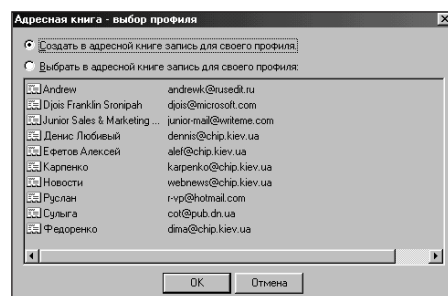 Адресная книга - выбор профиля
Создать в адресной книге запись для своего профиля.
Выбрать в адресной книге запись для своего профиля:
Andrew andrewk@rusedit.ru
Djois Franklin Sronipah djois@microsoft.com
Junior Sales & Marketing ... junior-mail@writeme.com
Денис Любивый dennis@chip.kiev.ua
Ефетов Алексей alef@chip.kiev.ua
Карпенко karpenko@chip.kiev.ua
Новости webnews@chip.kiev.ua
Руслан r-vp@hotmail.com
Сулыга cot@pub.dn.ua
Федоренко dima@chip.kiev.ua
OK Отмена